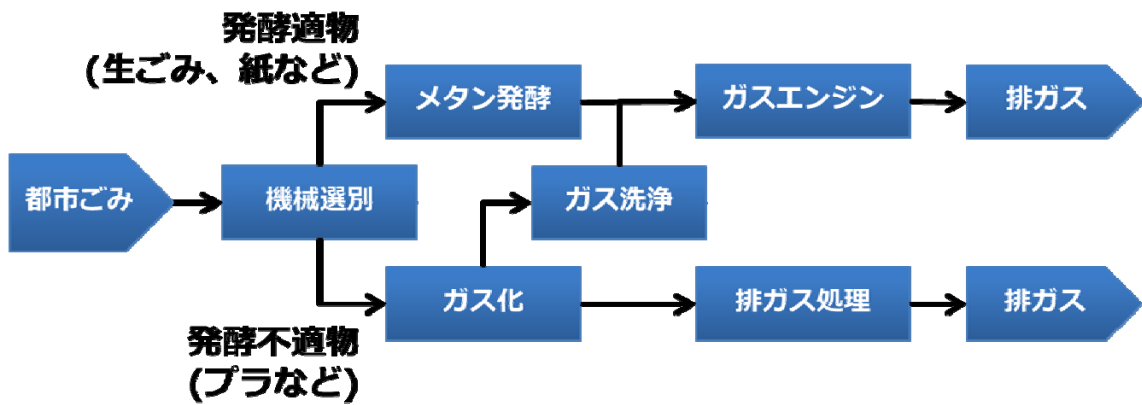 発酵適物
(生ごみ、紙など)
メタン発酵
ガスエンジン
排ガス
都市ごみ
機械選別
ガス洗浄
ガス化
排ガス処理
排ガス
発酵不適物
(プラなど)